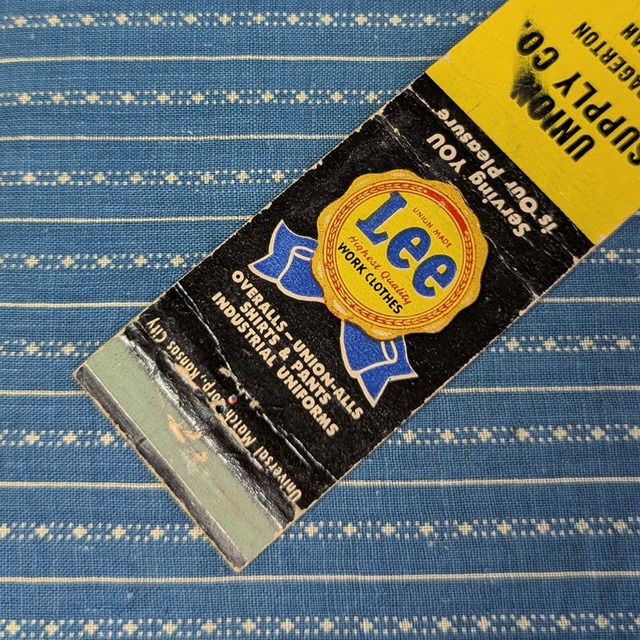 UNION
SUPPLY CO.
Serving YOU
is Our Pleasure
UNION MADE
Lee
Highest Quality
WORK CLOTHES
OVERALLS—UNION-ALLS
SHIRTS & PANTS
INDUSTRIAL UNIFORMS
Universal Match Corp., Kansas City